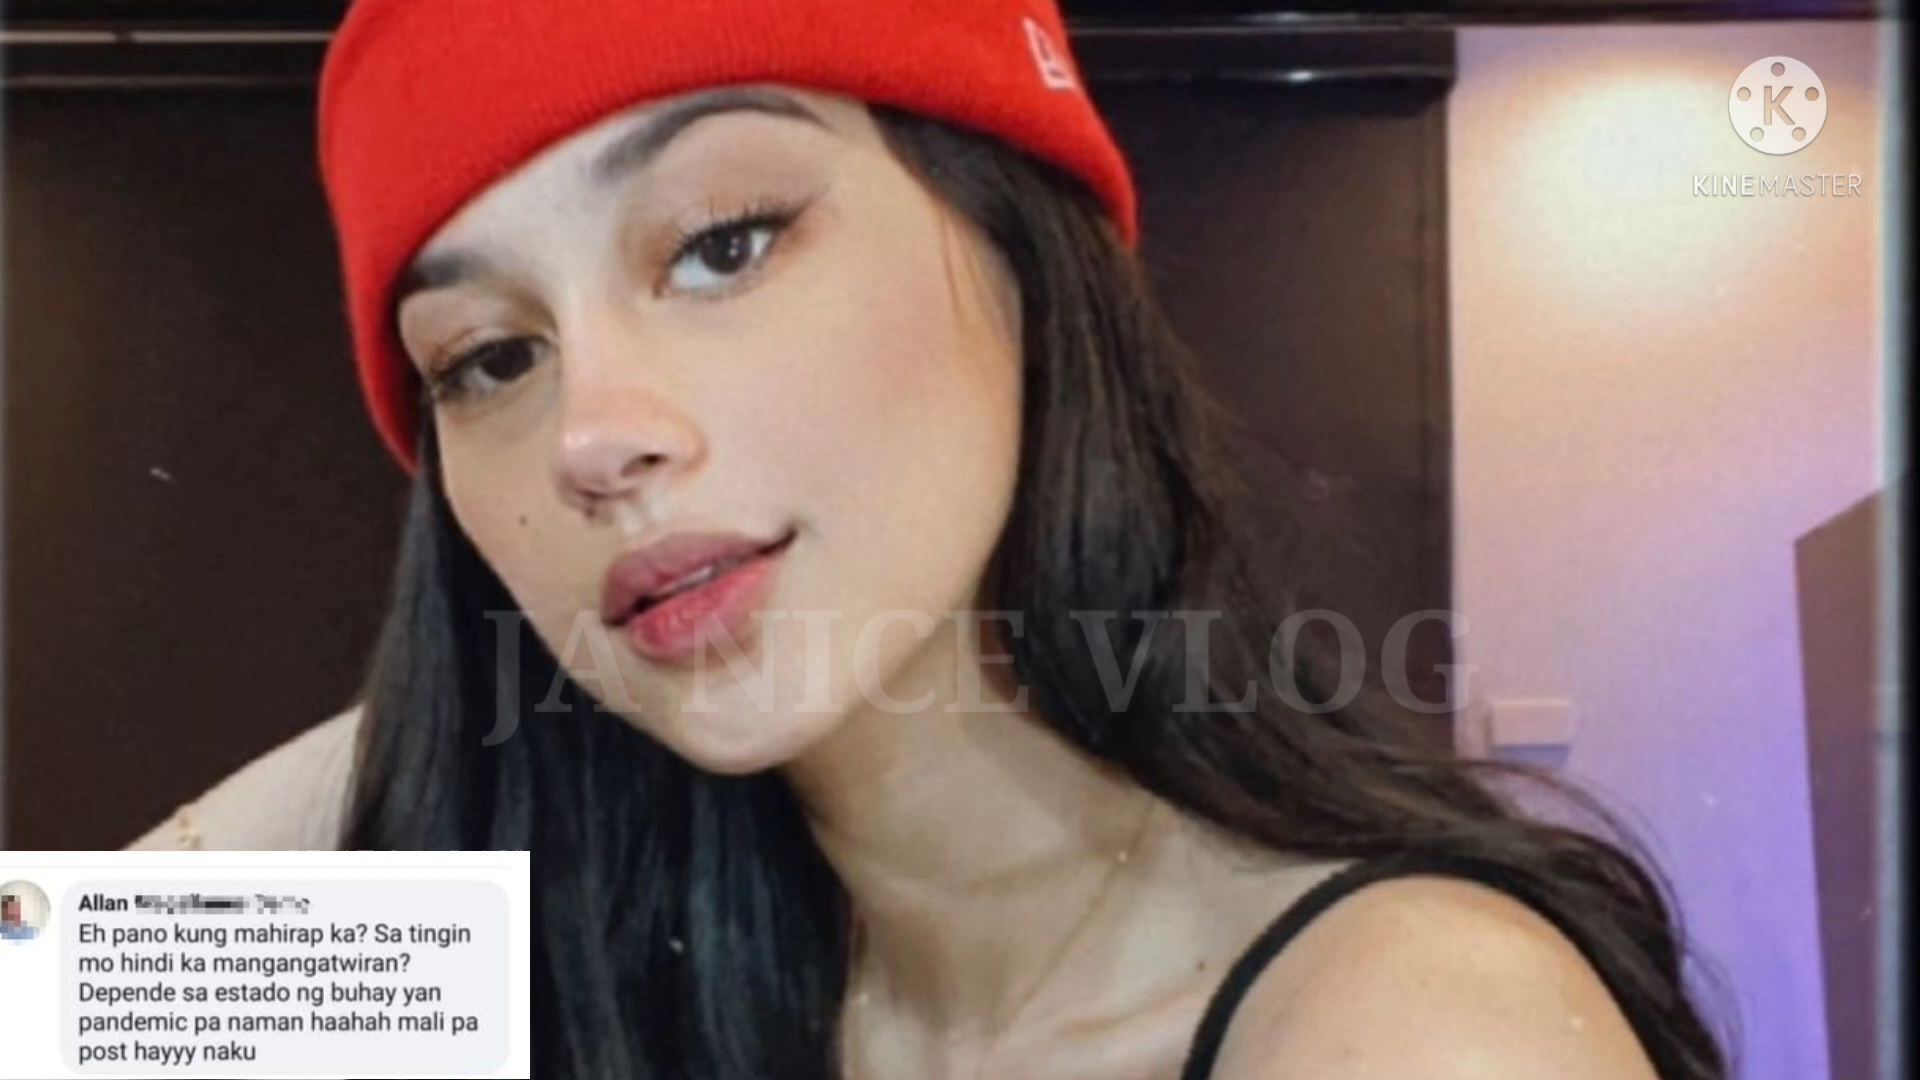 KINEMASTER
JA NICE VLOG
Allan
Eh pano kung mahirap ka? Sa tingin
mo hindi ka mangangatwiran?
Depende sa estado ng buhay yan
pandemic pa naman haahah mali pa
post hayyy naku